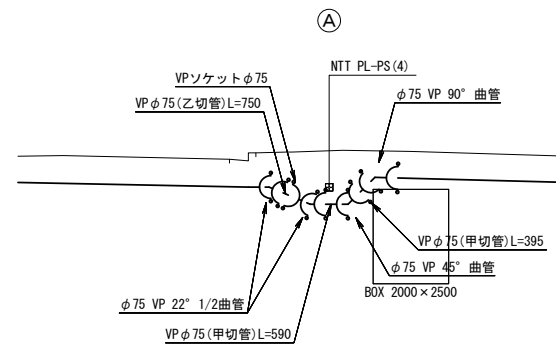 A
NTT PL-PS(4)
VPソケットφ75
φ75 VP 90° 曲管
VPφ75(乙切管)L=750
VPφ75(甲切管)L=395
φ75 VP 45° 曲管
BOX 2000×2500
φ75 VP 22° 1/2曲管
VPφ75(甲切管)L=590